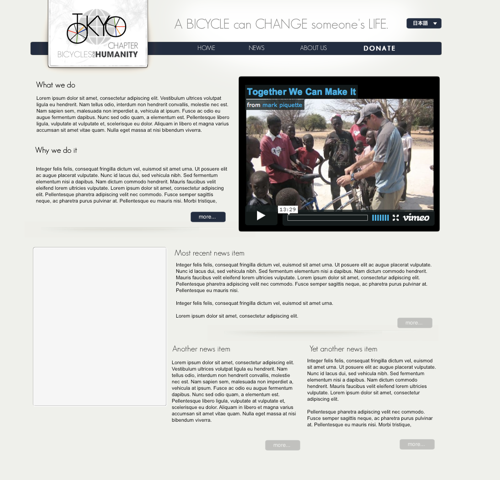 TOKYO
CHAPTER
BICYCLES FOR HUMANITY
A BICYCLE can CHANGE someone's LIFE.
日本語
HOME NEWS ABOUT US DONATE
What we do
Lorem ipsum dolor sit amet, consectetur adipiscing elit. Vestibulum ultrices volutpat
ligula eu hendrerit. Nam tellus odio, interdum non hendrerit convallis, molestie nec est.
Nam sapien sem, malesuada non imperdiet a, vehicula at ipsum. Fusce ac odio eu
augue fermentum dictum. Nunc sed odio quam, a elementum est. Pellentesque libero
ligula, vulputate at vulputate et, scelerisque eu dolor. Aliquam in libero et magna varius
accumsan sit amet vitae quam. Nulla eget massa at nisi bibendum viverra.
Why we do it
Integer felis felis, consequat fringilla dictum vel, euismod at mauris. Ut posuere elit
ac augue placerat vulputate. Nunc id lacus dui, sed vehicula nibh. Sed fermentum
elementum nisi a dapibus. Nam dictum commodo hendrerit. Mauris faucibus velit
eleifend lorem ultricies vulputate. Lorem ipsum dolor sit amet, consectetur adipiscing
elit. Pellentesque pharetra adipiscing velit nec commodo. Fusce semper sagittis
neque, ac pharetra purus pulvinar at. Pellentesque eu mauris nisi. Morbi tristique,
more...
Together We Can Make It
from mark piquette
13:29
vimeo
Most recent news item
Integer felis felis, consequat fringilla dictum vel, euismod at mauris. Ut posuere elit ac augue placerat vulputate.
Nunc id lacus dui, sed vehicula nibh. Sed fermentum elementum nisi a dapibus. Nam dictum commodo hendrerit.
Mauris faucibus velit eleifend lorem ultricies vulputate. Lorem ipsum dolor sit amet, consectetur adipiscing elit.
Pellentesque pharetra adipiscing velit nec commodo. Fusce semper sagittis neque, ac pharetra purus pulvinar at.
Pellentesque eu mauris nisi.
Integer felis felis, consequat fringilla dictum vel, euismod at mauris. Ut posuere elit ac augue urna.
Lorem ipsum dolor sit amet, consectetur adipiscing elit.
more...
Another news item
Lorem ipsum dolor sit amet, consectetur adipiscing elit.
Vestibulum ultrices volutpat ligula eu hendrerit. Nam
tellus odio, interdum non hendrerit convallis, molestie
nec est. Nam sapien sem, malesuada non imperdiet a,
vehicula at ipsum. Fusce ac odio eu augue fermentum
dictum. Nunc sed odio quam, a elementum est.
Pellentesque libero ligula, vulputate at vulputate et,
scelerisque eu dolor. Aliquam in libero et magna varius
accumsan sit amet vitae quam. Nulla eget massa at nisi
bibendum viverra.
more...
Yet another news item
Integer felis felis, consequat fringilla dictum vel, euismod
at mauris. Ut posuere elit ac augue placerat vulputate.
Nunc id lacus dui, sed vehicula nibh. Sed fermentum
elementum nisi a dapibus. Nam dictum commodo
hendrerit. Mauris faucibus velit eleifend lorem ultricies
vulputate. Lorem ipsum dolor sit amet, consectetur
adipiscing elit.
Pellentesque pharetra adipiscing velit nec commodo.
Fusce semper sagittis neque, ac pharetra purus pulvinar
at. Pellentesque eu mauris nisi. Morbi tristique,
more...